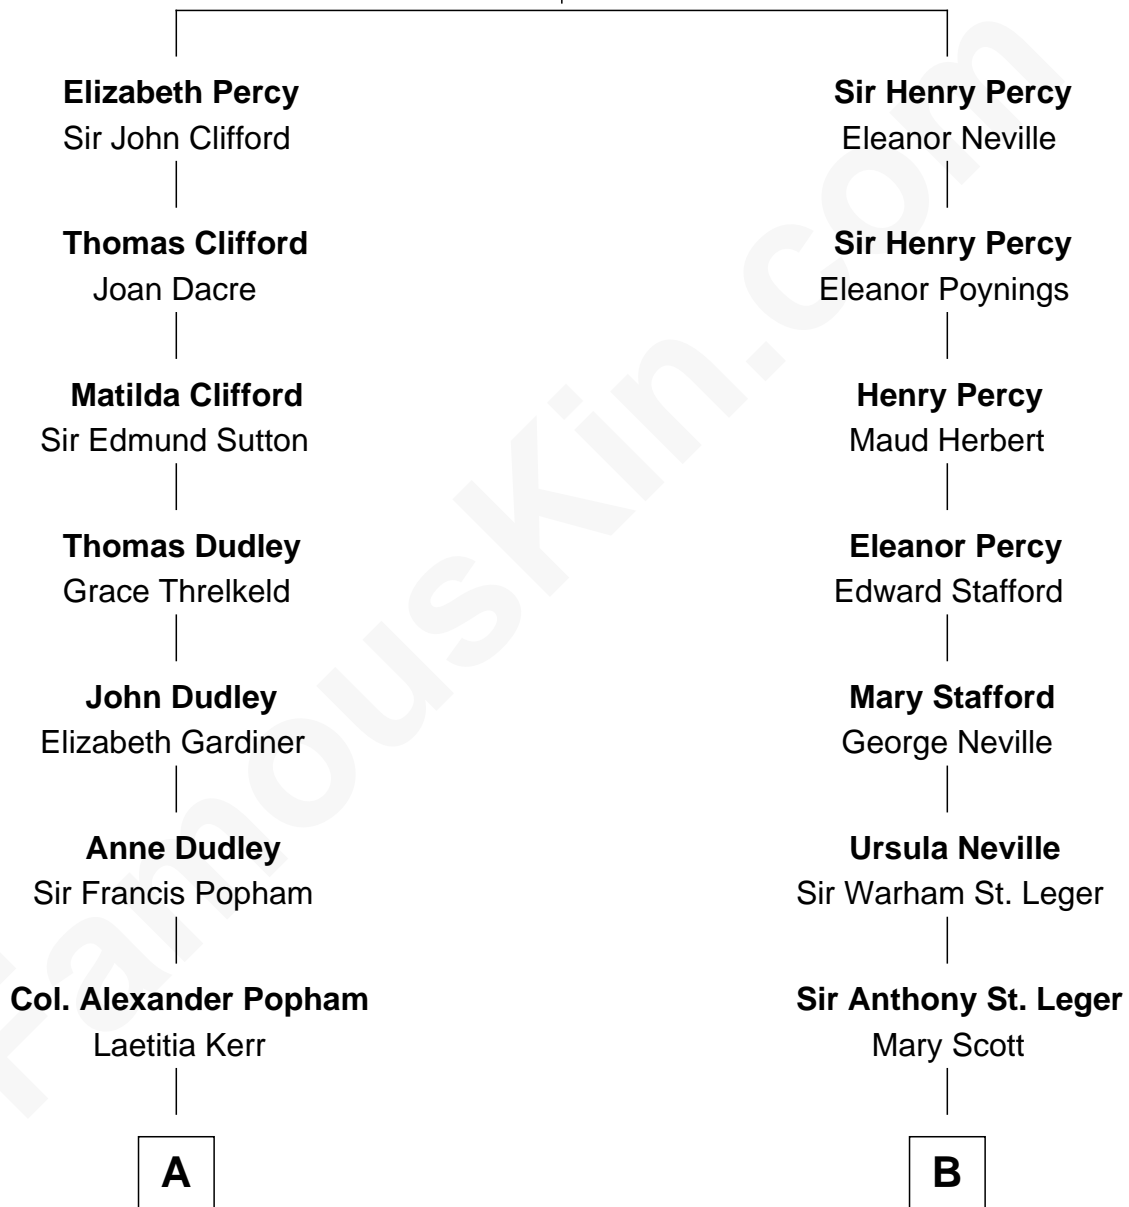 Elizabeth Percy
Sir John Clifford
Thomas Clifford
Joan Dacre
Matilda Clifford
Sir Edmund Sutton
Thomas Dudley
Grace Threlkeld
John Dudley
Elizabeth Gardiner
Anne Dudley
Sir Francis Popham
Col. Alexander Popham
Laetitia Kerr
A
Sir Henry Percy
Eleanor Neville
Sir Henry Percy
Eleanor Poynings
Henry Percy
Maud Herbert
Eleanor Percy
Edward Stafford
Mary Stafford
George Neville
Ursula Neville
Sir Warham St. Leger
Sir Anthony St. Leger
Mary Scott
B
FamousKin.com